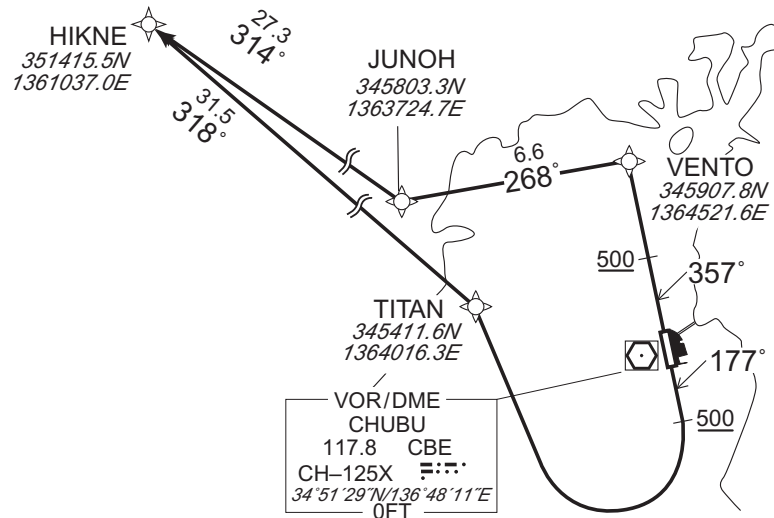 HIKNE
351415.5N
1361037.0E
27.3
314°
31.5
318°
JUNOH
345803.3N
1363724.7E
6.6
268°
VENTO
345907.8N
1364521.6E
500
357°
TITAN
345411.6N
1364016.3E
177°
500
VOR/DME
CHUBU
117.8 CBE
CH–125X
34°51´29˝N/136°48´11˝E
0FT